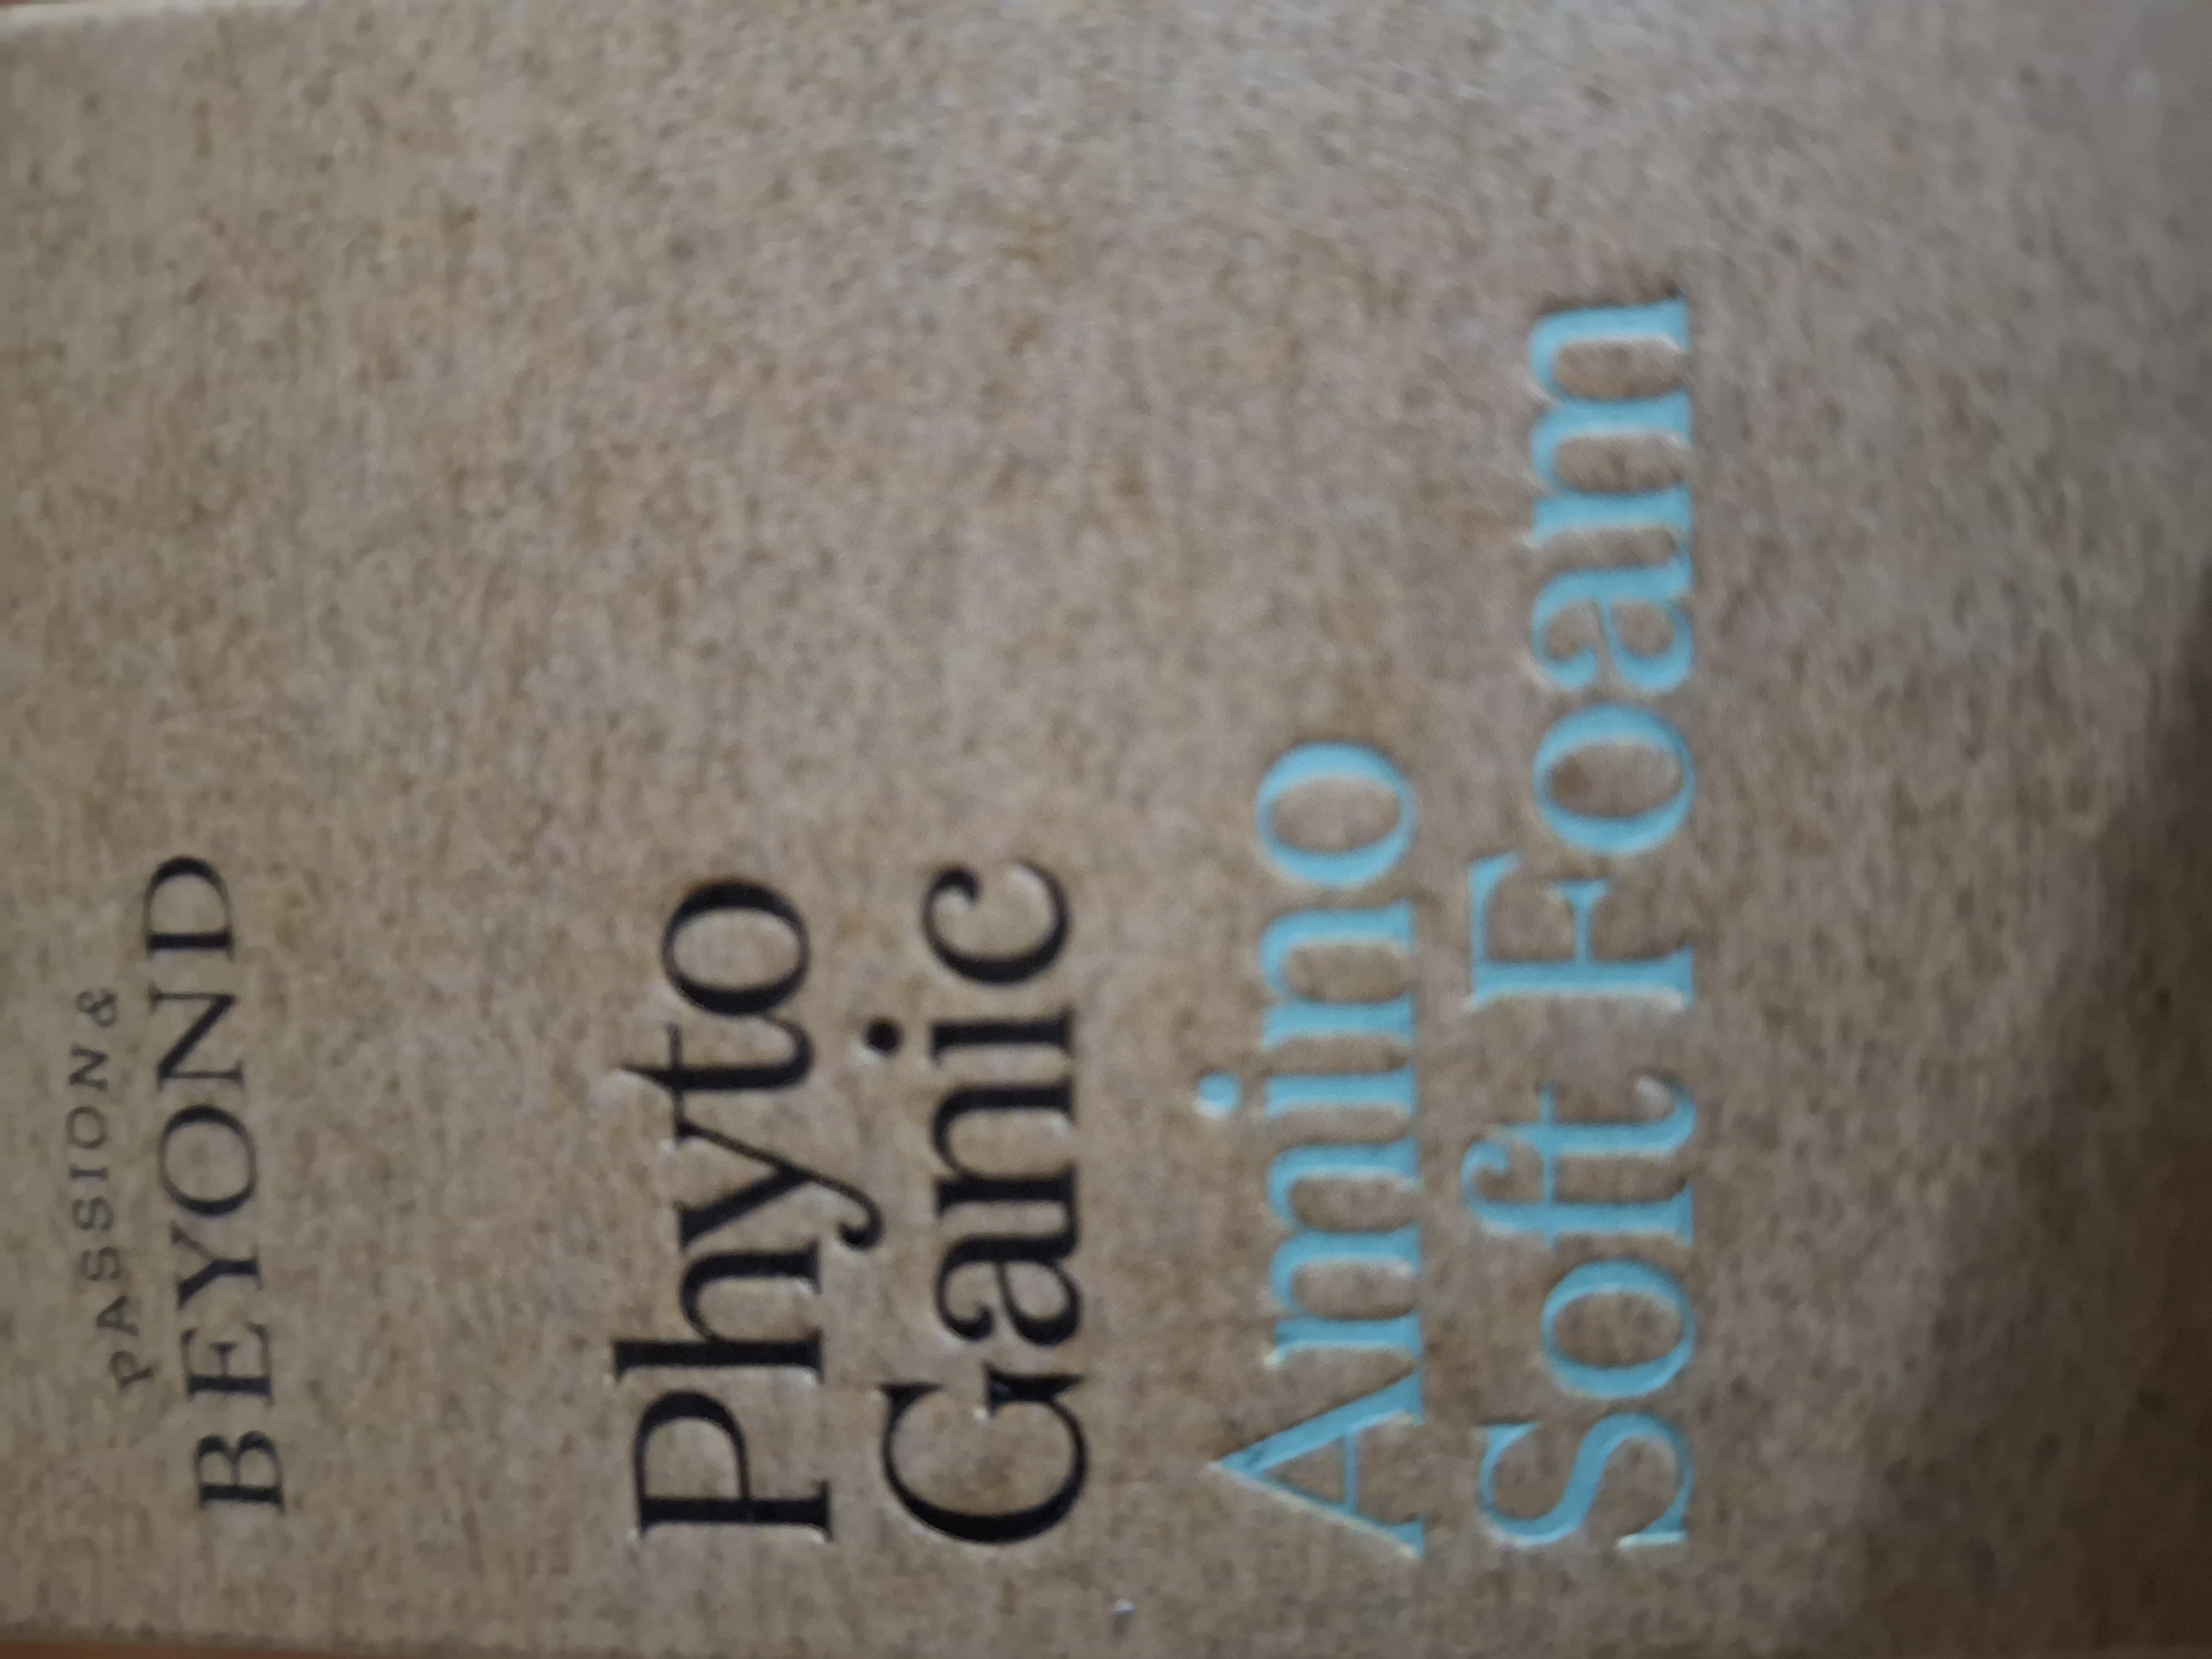 PASSION &
BEYOND
Phyto
Ganic
Amino
Soft Foam